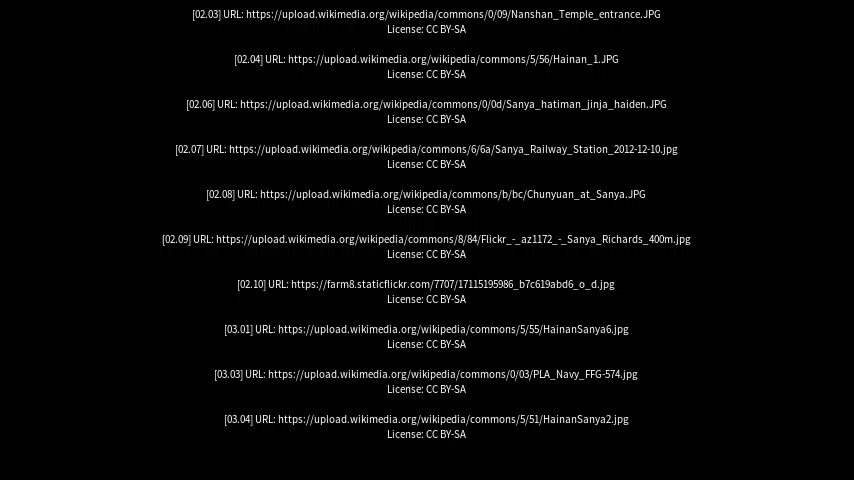 [02.03] URL: https://upload.wikimedia.org/wikipedia/commons/0/09/Nanshan_Temple_entrance.JPG
License: CC BY-SA
[02.04] URL: https://upload.wikimedia.org/wikipedia/commons/5/56/Hainan_1.JPG
License: CC BY-SA
[02.06] URL: https://upload.wikimedia.org/wikipedia/commons/0/0d/Sanya_hatiman_jinja_haiden.JPG
License: CC BY-SA
[02.07] URL: https://upload.wikimedia.org/wikipedia/commons/6/6a/Sanya_Railway_Station_2012-12-10.jpg
License: CC BY-SA
[02.08] URL: https://upload.wikimedia.org/wikipedia/commons/b/bc/Chunyuan_at_Sanya.JPG
License: CC BY-SA
[02.09] URL: https://upload.wikimedia.org/wikipedia/commons/8/84/Flickr_-_az1172_-_Sanya_Richards_400m.jpg
License: CC BY-SA
[02.10] URL: https://farm8.staticflickr.com/7707/17115195986_b7c619abd6_o_d.jpg
License: CC BY-SA
[03.01] URL: https://upload.wikimedia.org/wikipedia/commons/5/55/HainanSanya6.jpg
License: CC BY-SA
[03.03] URL: https://upload.wikimedia.org/wikipedia/commons/0/03/PLA_Navy_FFG-574.jpg
License: CC BY-SA
[03.04] URL: https://upload.wikimedia.org/wikipedia/commons/5/51/HainanSanya2.jpg
License: CC BY-SA